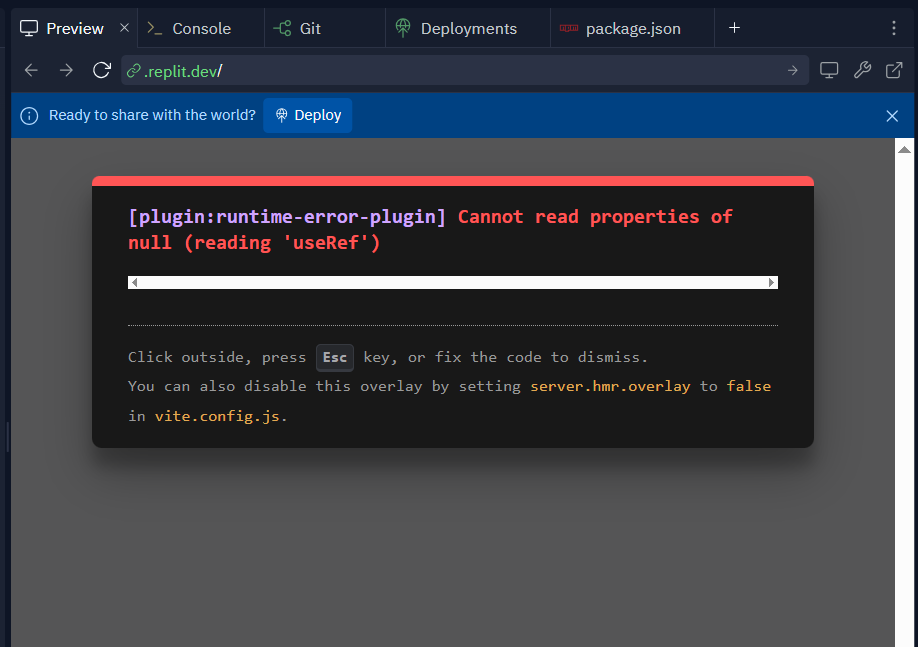 Preview
Console
Git
Deployments
package.json
.replit.dev/
Ready to share with the world?
Deploy
[plugin:runtime-error-plugin] Cannot read properties of
null (reading 'useRef')
Click outside, press Esc key, or fix the code to dismiss.
You can also disable this overlay by setting server.hmr.overlay to false
in vite.config.js.